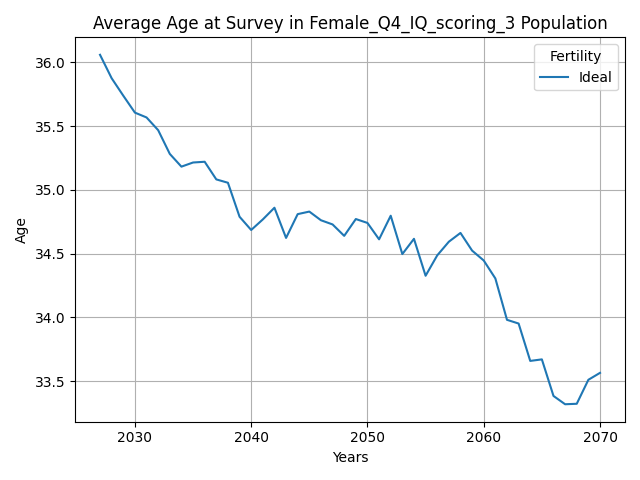 Average Age at Survey in Female_Q4_IQ_scoring_3 Population
Fertility
Ideal
36.0
35.5
35.0
34.5
34.0
33.5
Age
2030 2040 2050 2060 2070
Years